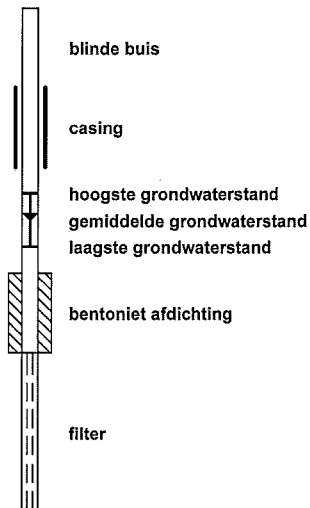 blinde buis
casing
hoogste grondwaterstand
gemiddelde grondwaterstand
laagste grondwaterstand
bentoniet afdichting
filter